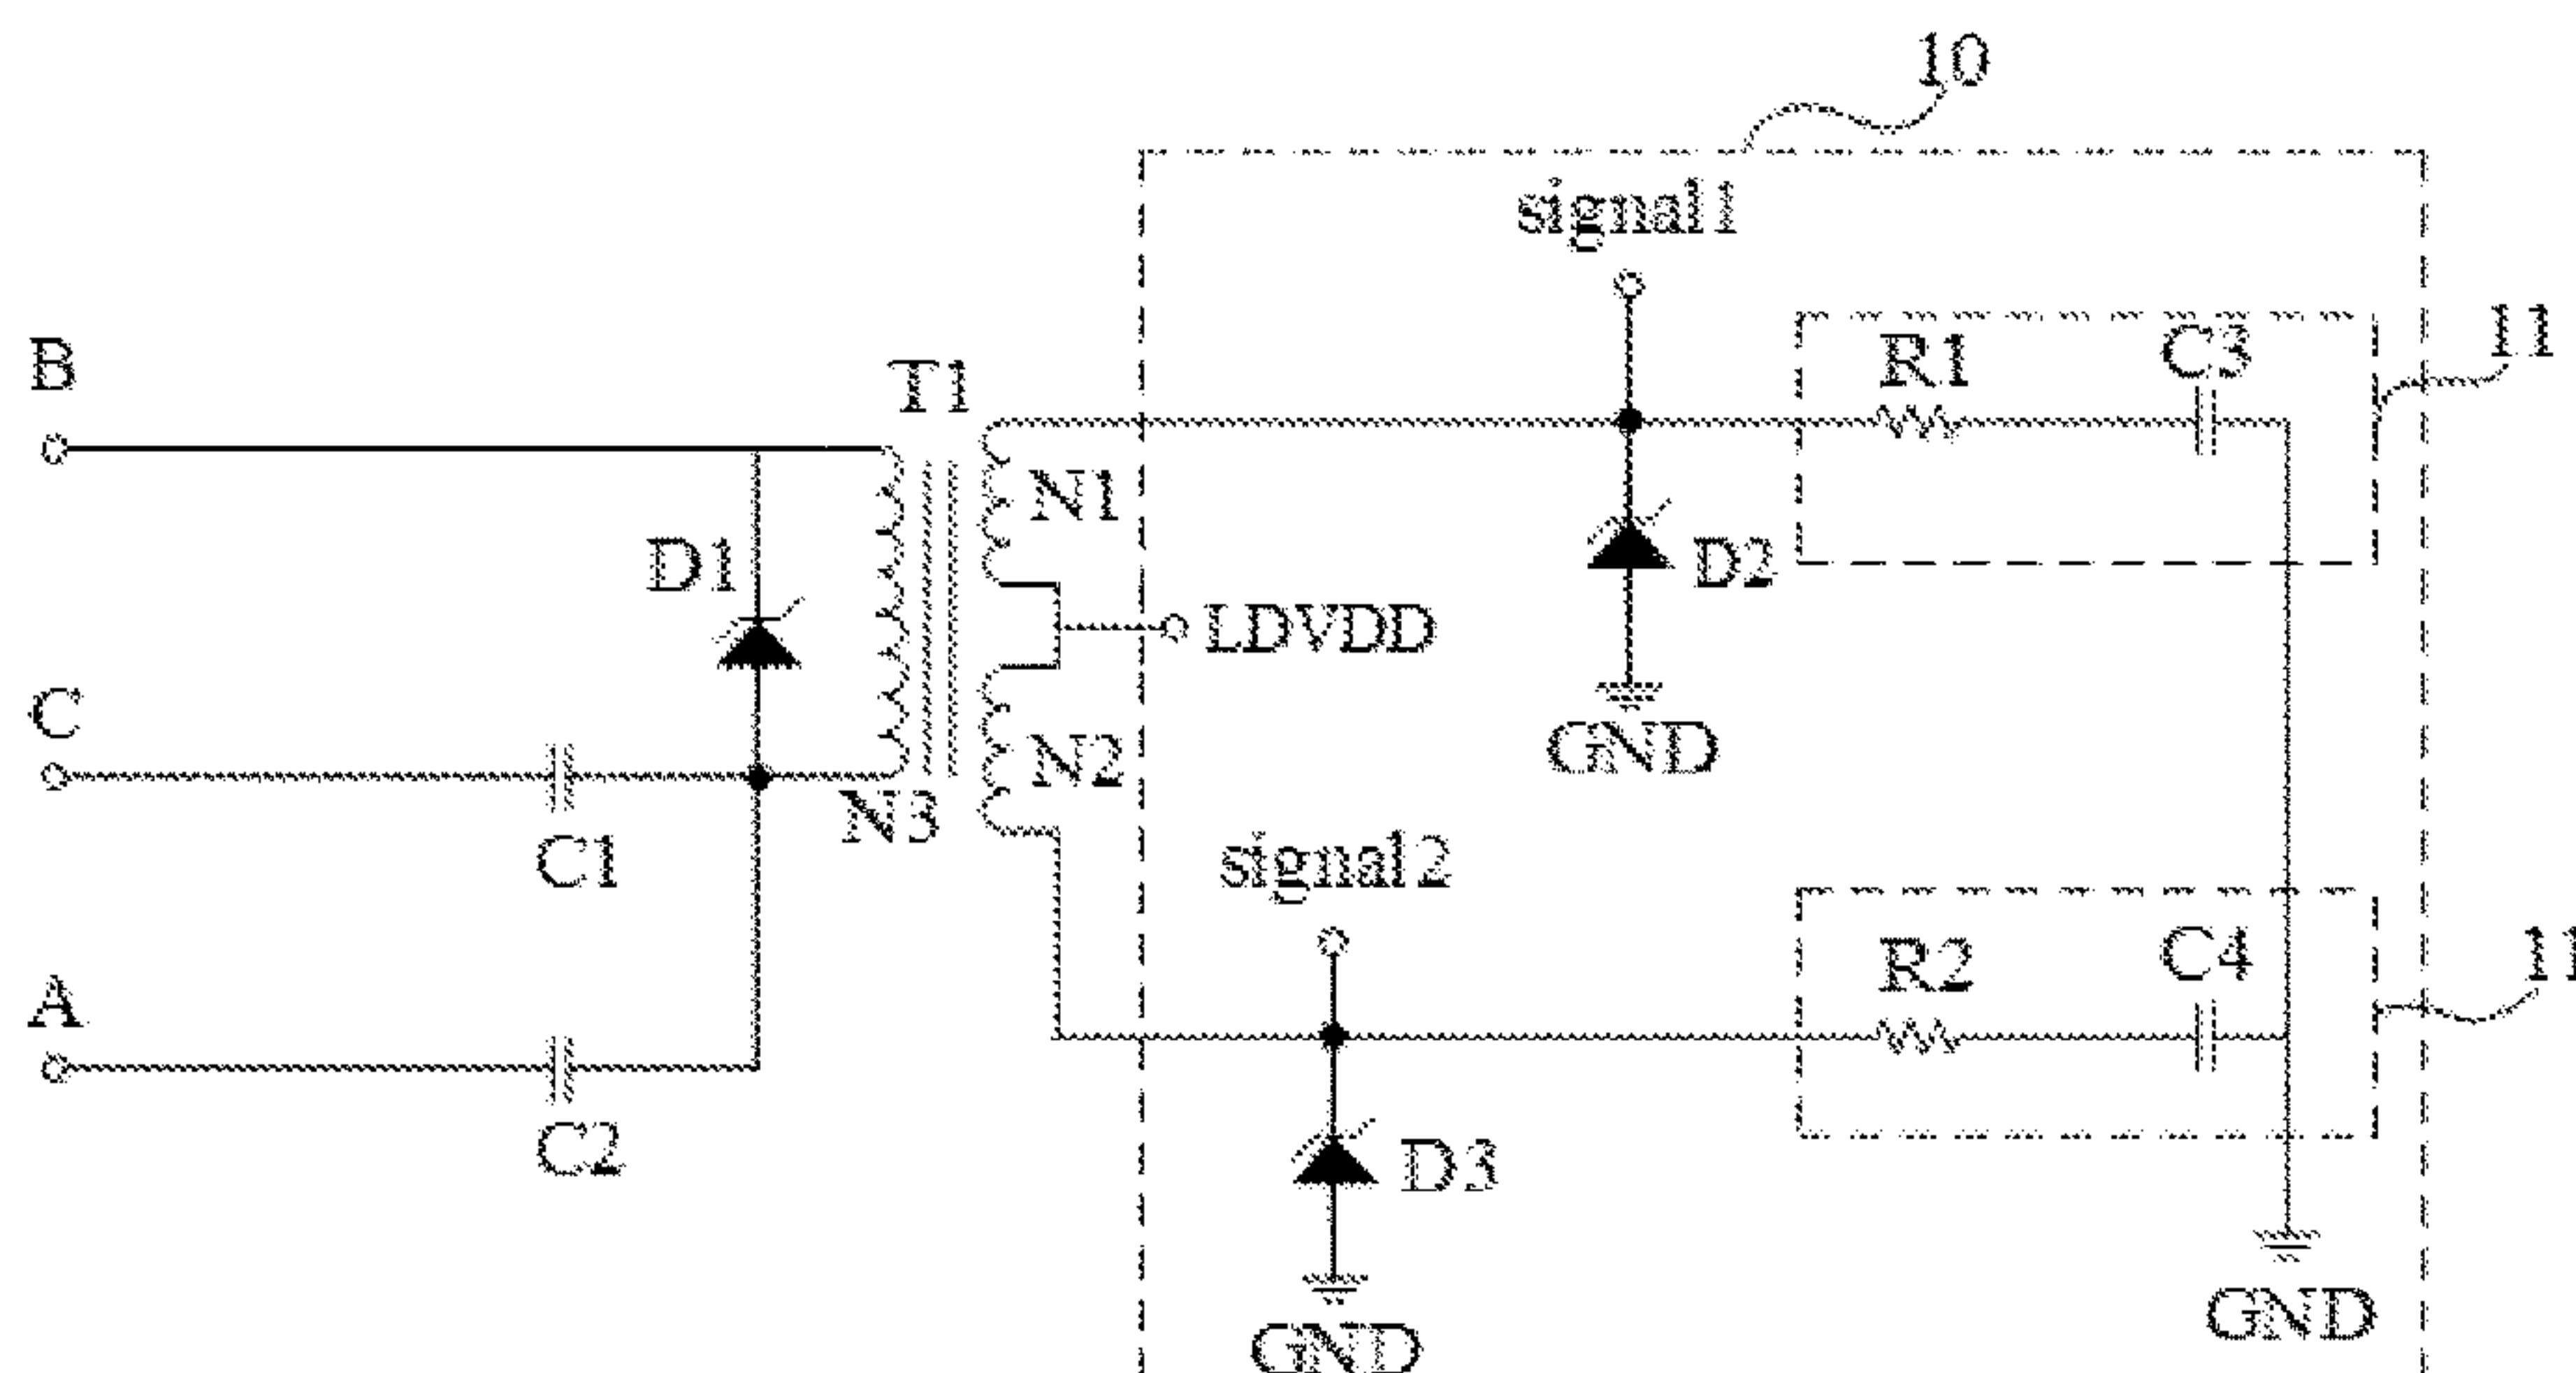 10
signal1
B
T1
R1
C3
11
N1
D1
D2
LDVDD
C
N2
GND
N3
C1
signal2
A
R2
C4
11
C2
D3
GND
GND